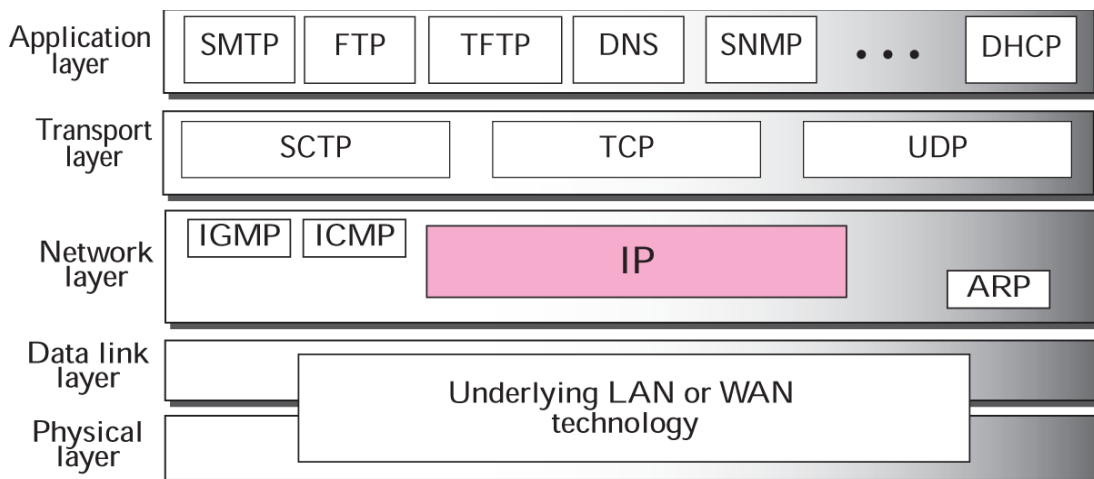 Application
layer
SMTP
FTP
TFTP
DNS
SNMP
• • •
DHCP
Transport
layer
SCTP
TCP
UDP
Network
layer
IGMP
ICMP
IP
ARP
Data link
layer
Physical
layer
Underlying LAN or WAN
technology